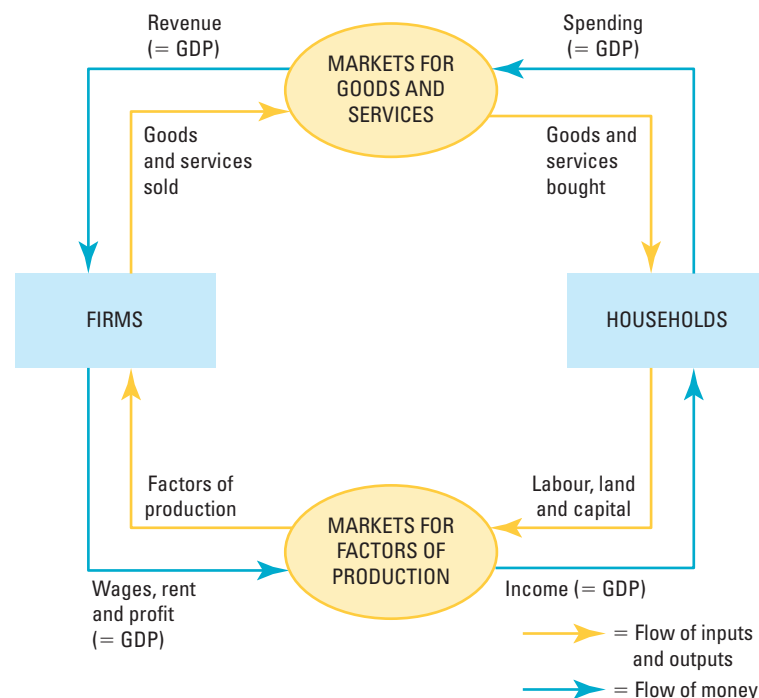 Revenue
(= GDP)
MARKETS FOR
GOODS AND
SERVICES
Spending
(= GDP)
Goods
and services
sold
Goods and
services
bought
FIRMS
HOUSEHOLDS
Factors of
production
MARKETS FOR
FACTORS OF
PRODUCTION
Labour, land
and capital
Wages, rent
and profit
(= GDP)
Income (= GDP)
= Flow of inputs
and outputs
= Flow of money